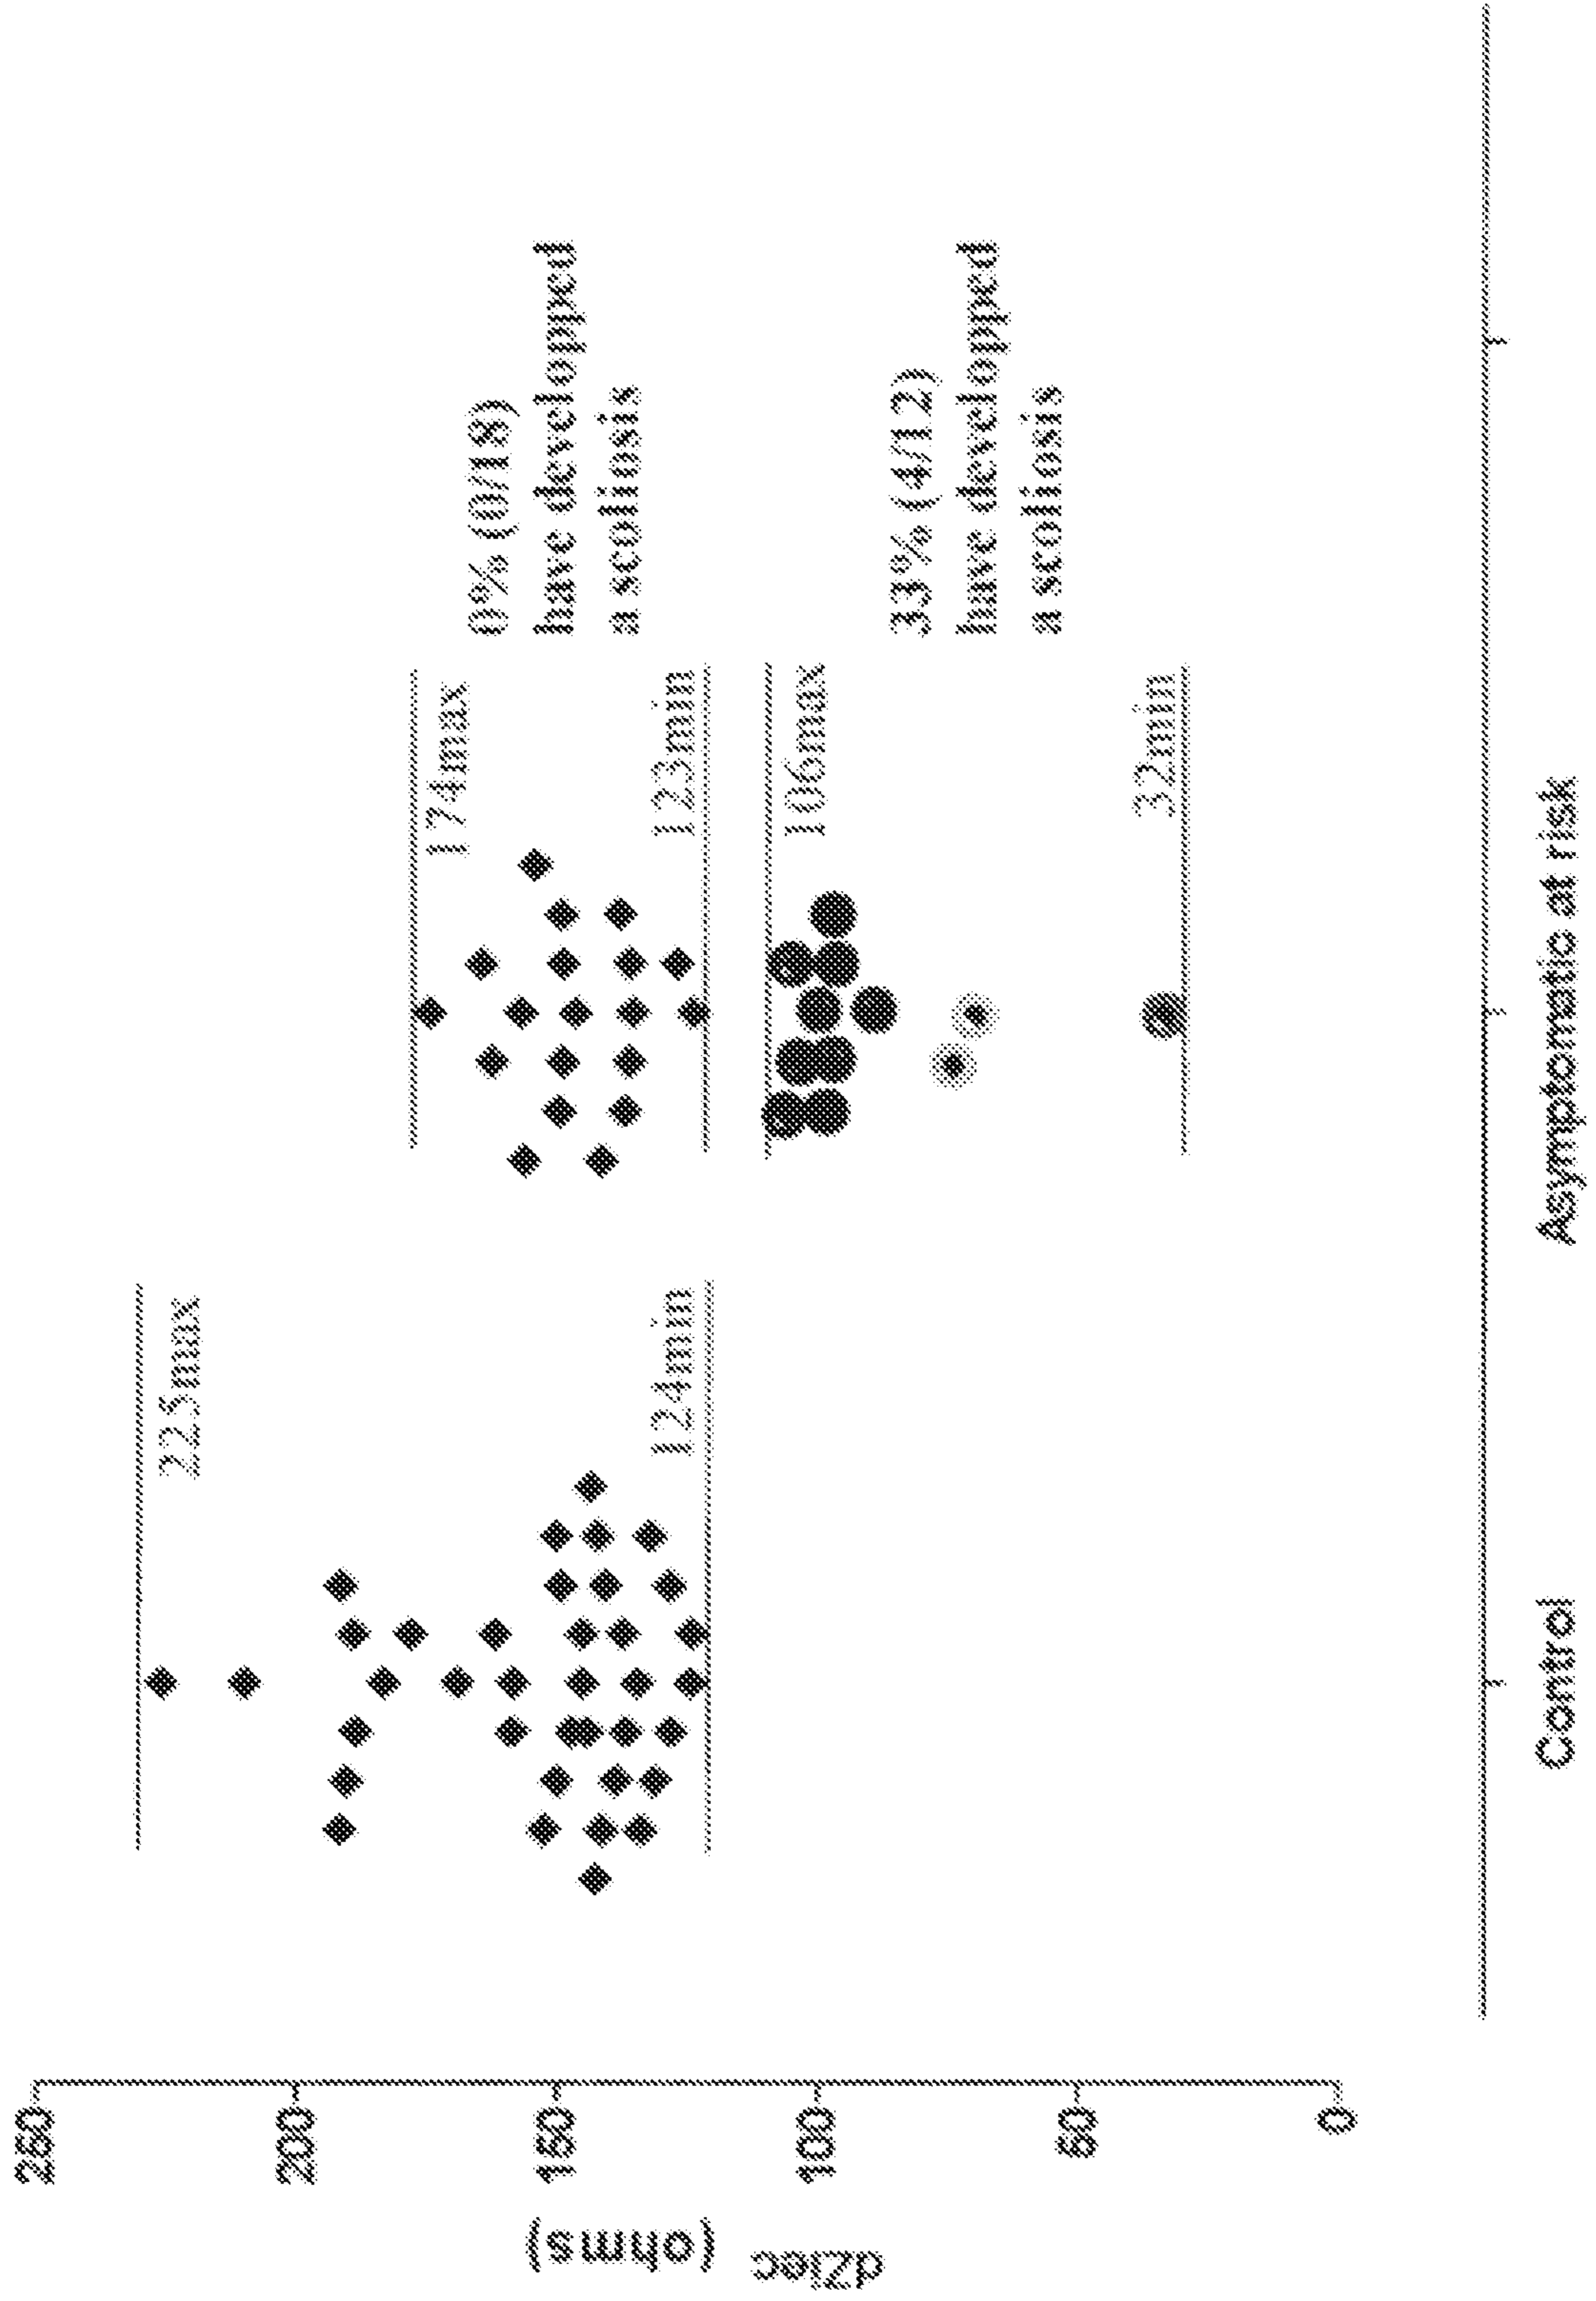 dZiec
(ohms)
250
200
150
100
50
0
225max
124min
174max
123min
106max
32min
0% (0/18)
have developped
a scoliosis
33% (4/12)
have developped
a scoliosis
Control
Asymptomatic at risk